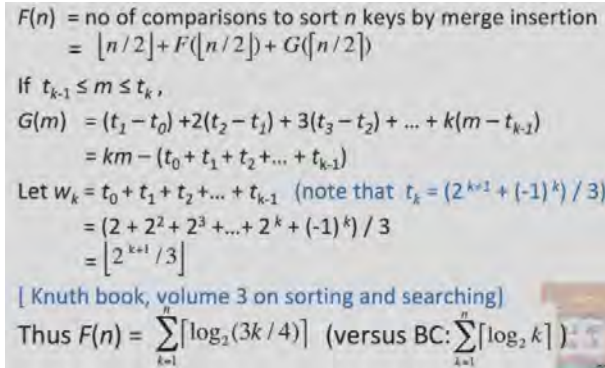 F(n) = no of comparisons to sort n keys by merge insertion
= ⌊n/2⌋ + F(⌊n/2⌋) + G(⌈n/2⌉)
If t_{k-1} ≤ m ≤ t_k ,
G(m) = (t_1 – t_0) +2(t_2 – t_1) + 3(t_3 – t_2) + ... + k(m – t_{k-1})
= km – (t_0 + t_1 + t_2 +... + t_{k-1})
Let w_k = t_0 + t_1 + t_2 +... + t_{k-1} (note that t_k = (2^{k+1} + (-1)^k) / 3)
= (2 + 2^2 + 2^3 +...+ 2^k + (-1)^k) / 3
= ⌊2^{k+1} /3⌋
[ Knuth book, volume 3 on sorting and searching]
Thus F(n) = ∑_{k=1}^{n} ⌈log_2(3k/4)⌉ (versus BC: ∑_{k=1}^{n} ⌈log_2 k⌉ )